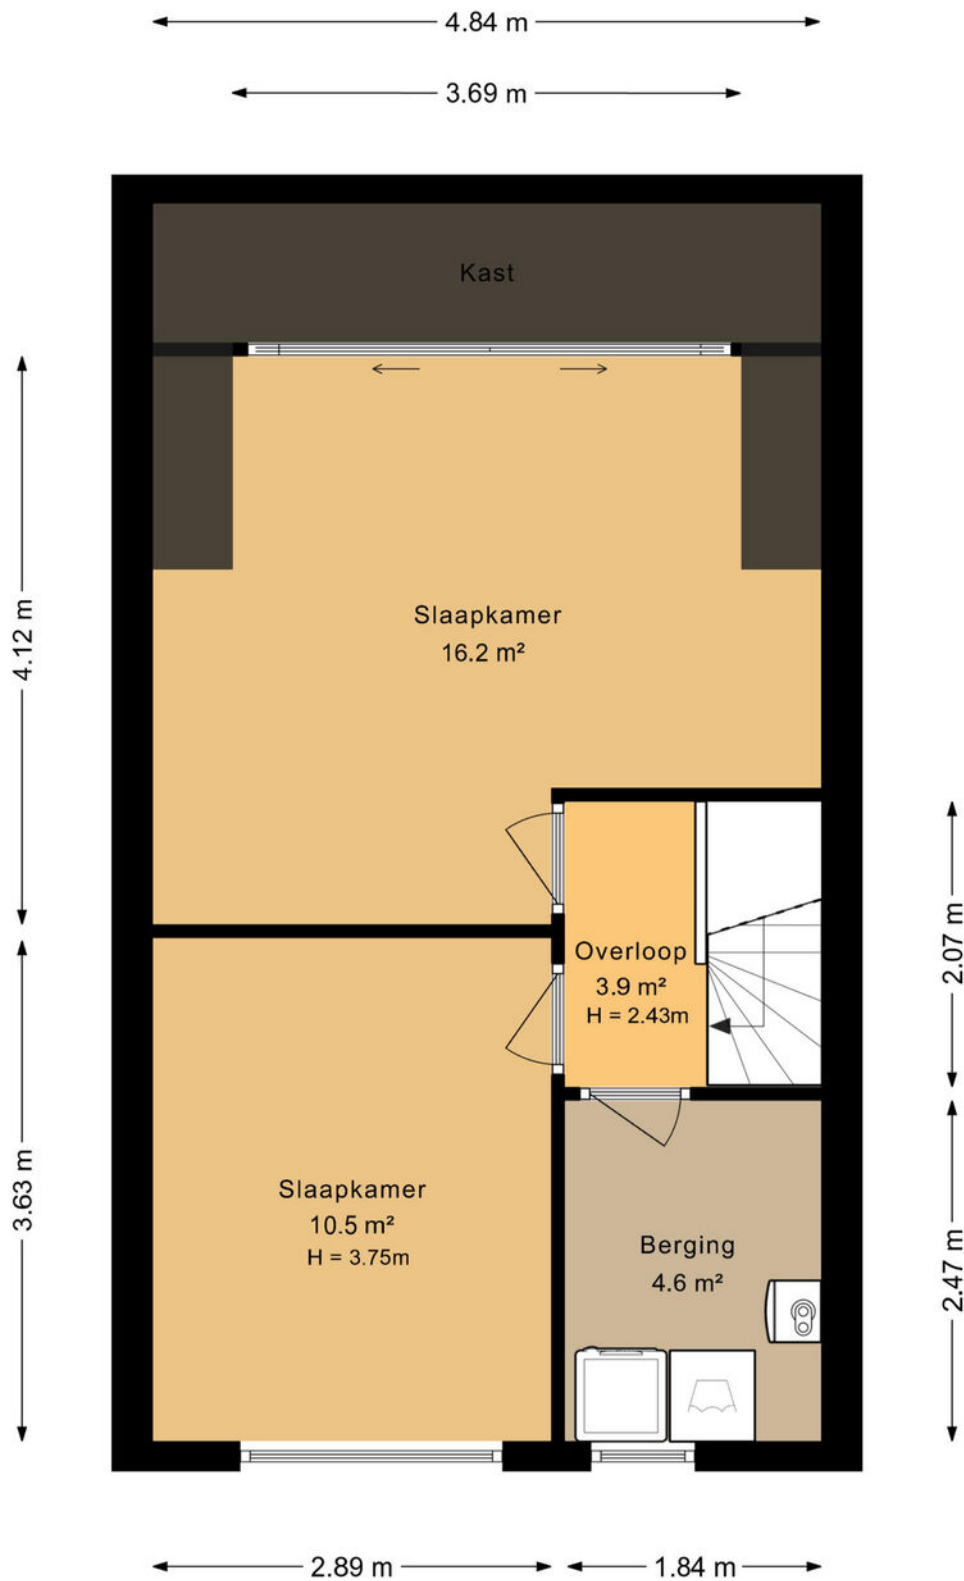 4.84 m
3.69 m
Kast
4.12 m
Slaapkamer
16.2 m²
2.07 m
Overloop
3.9 m²
H = 2.43m
3.63 m
Slaapkamer
10.5 m²
H = 3.75m
Berging
4.6 m²
2.47 m
2.89 m
1.84 m